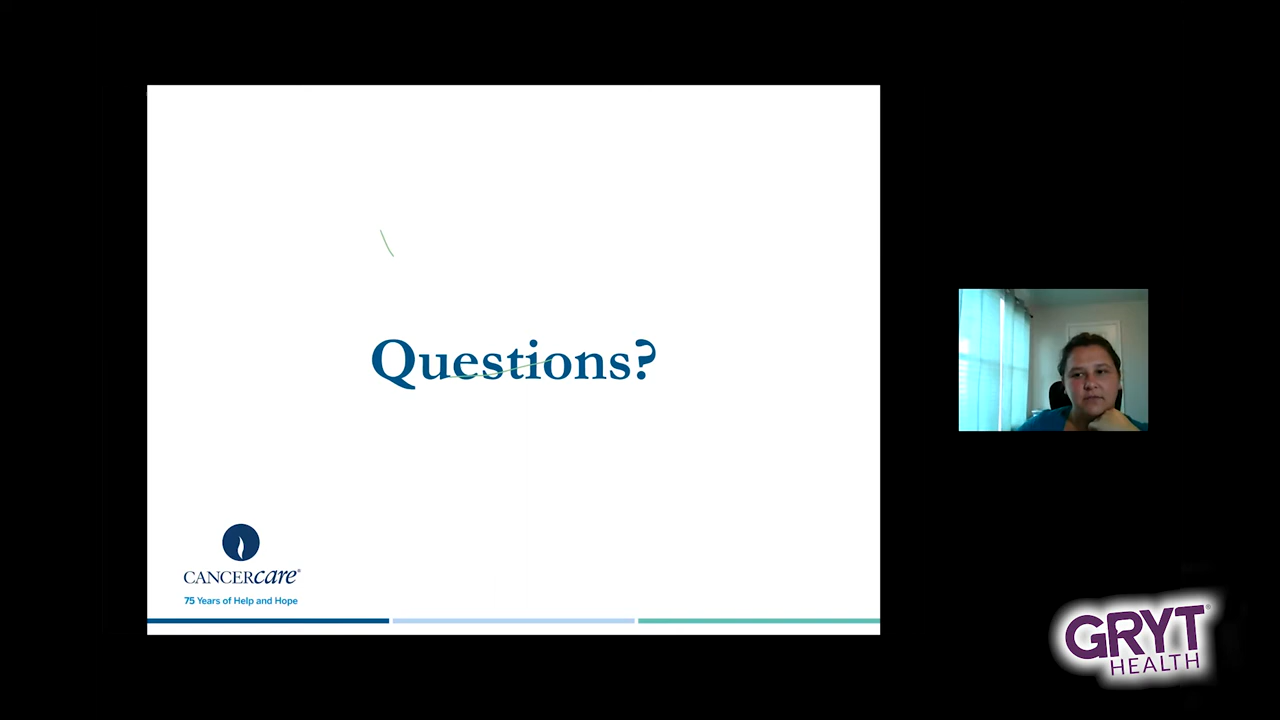 Questions?
CANCERcare®
75 Years of Help and Hope
GRYT
HEALTH